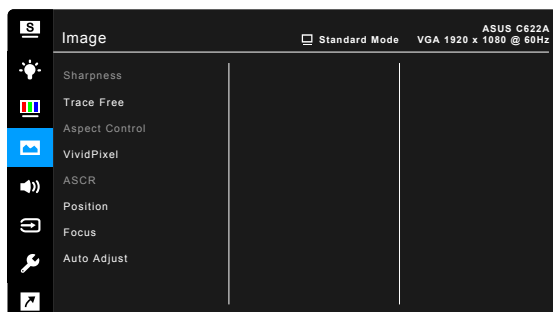 S
ASUS C622A
Image
Standard Mode
VGA 1920 x 1080 @ 60Hz
Sharpness
Trace Free
Aspect Control
VividPixel
ASCR
Position
Focus
Auto Adjust